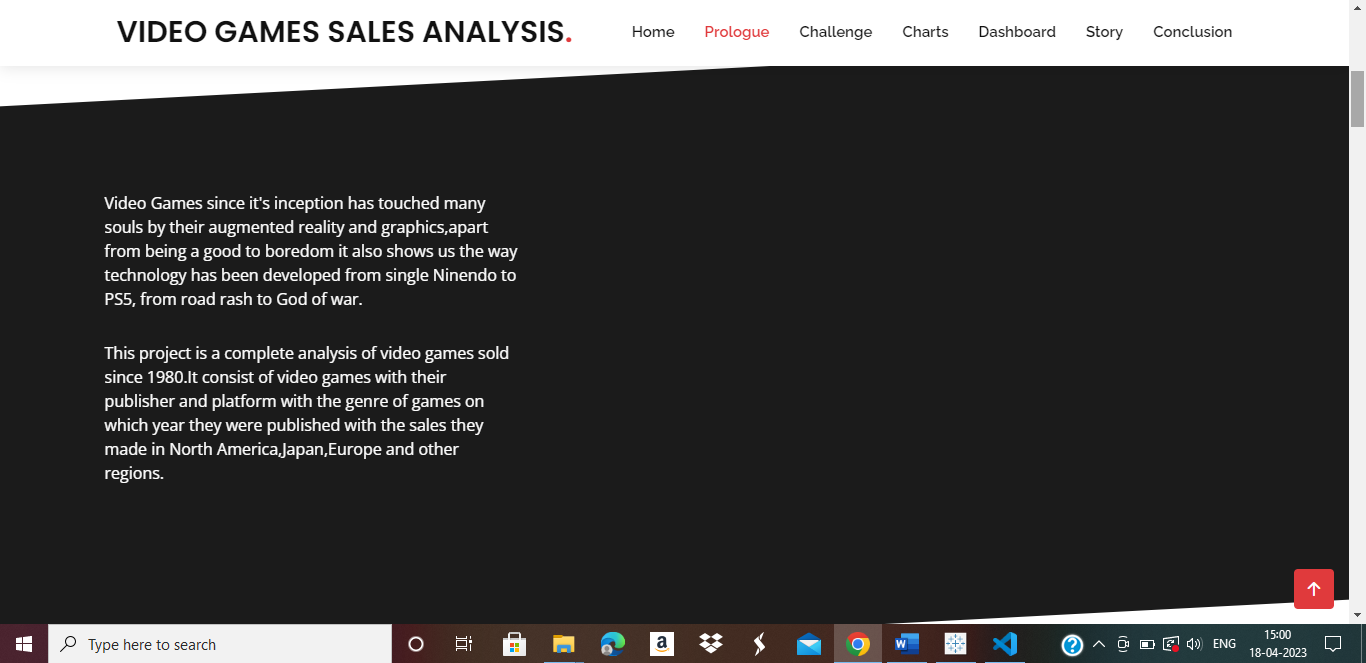 VIDEO GAMES SALES ANALYSIS.
Home Prologue Challenge Charts Dashboard Story Conclusion
Video Games since it's inception has touched many
souls by their augmented reality and graphics,apart
from being a good to boredom it also shows us the way
technology has been developed from single Ninendo to
PS5, from road rash to God of war.
This project is a complete analysis of video games sold
since 1980.It consist of video games with their
publisher and platform with the genre of games on
which year they were published with the sales they
made in North America,Japan,Europe and other
regions.
Type here to search
ENG
15:00
18-04-2023